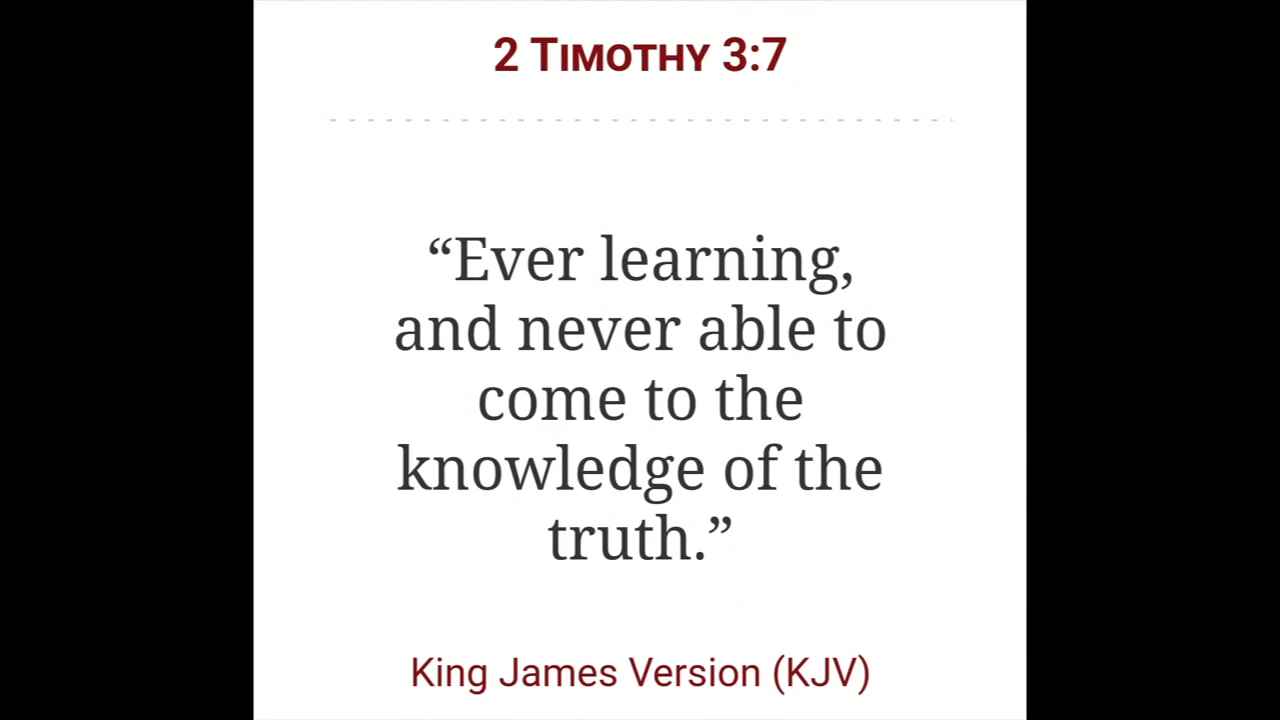 2 Timothy 3:7
“Ever learning,
and never able to
come to the
knowledge of the
truth.”
King James Version (KJV)